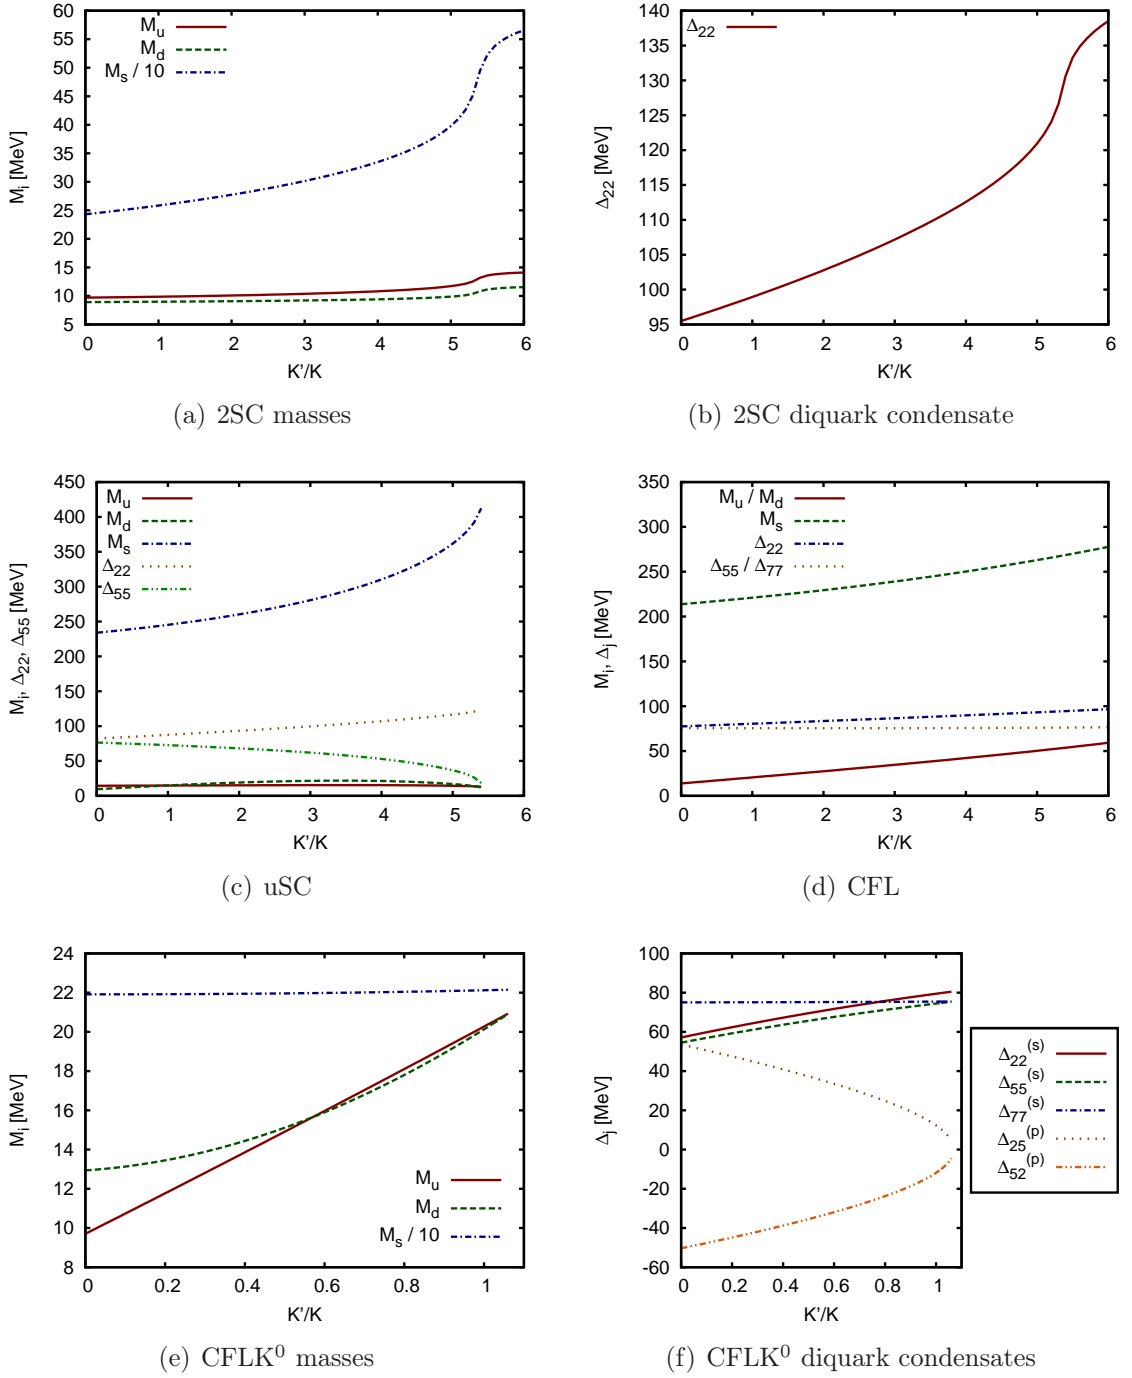 60
55
50
45
40
35
30
25
20
15
10
5
0 1 2 3 4 5 6
M_i [MeV]
K'/K
M_u
M_d
M_s / 10
(a) 2SC masses
140
135
130
125
120
115
110
105
100
95
0 1 2 3 4 5 6
Δ_22 [MeV]
K'/K
Δ_22
(b) 2SC diquark condensate
450
400
350
300
250
200
150
100
50
0
0 1 2 3 4 5 6
M_i, Δ_22, Δ_55 [MeV]
K'/K
M_u
M_d
M_s
Δ_22
Δ_55
(c) uSC
350
300
250
200
150
100
50
0
0 1 2 3 4 5 6
M_i, Δ_j [MeV]
K'/K
M_u / M_d
M_s
Δ_22
Δ_55 / Δ_77
(d) CFL
24
22
20
18
16
14
12
10
8
0 0.2 0.4 0.6 0.8 1
M_i [MeV]
K'/K
M_u
M_d
M_s / 10
(e) CFLK^0 masses
100
80
60
40
20
0
-20
-40
-60
0 0.2 0.4 0.6 0.8 1
Δ_j [MeV]
K'/K
Δ_22^(s)
Δ_55^(s)
Δ_77^(s)
Δ_25^(p)
Δ_52^(p)
(f) CFLK^0 diquark condensates